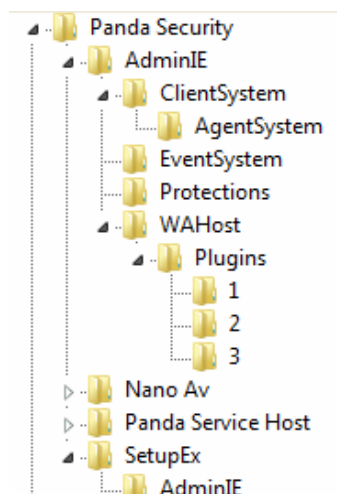 Panda Security
AdminIE
ClientSystem
AgentSystem
EventSystem
Protections
WAHost
Plugins
1
2
3
Nano Av
Panda Service Host
SetupEx
AdminIE